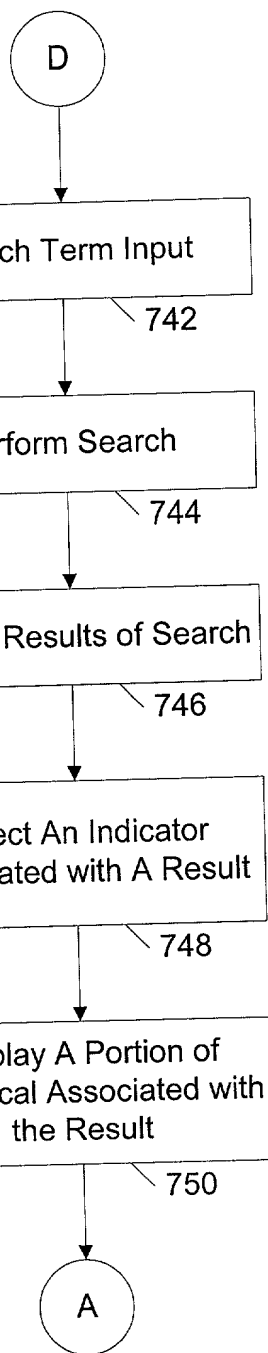 D
ch Term Input
742
form Search
744
Results of Search
746
ect An Indicator
ated with A Result
748
play A Portion of
cal Associated with
the Result
750
A